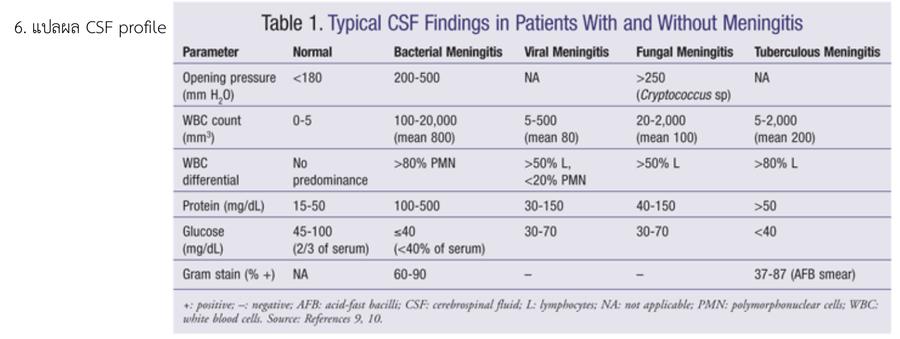 6. แปลผล CSF profile
Table 1. Typical CSF Findings in Patients With and Without Meningitis
Parameter Normal Bacterial Meningitis Viral Meningitis Fungal Meningitis Tuberculous Meningitis
Opening pressure <180 200-500 NA >250 NA
(mm H₂O) (Cryptococcus sp)
WBC count 0-5 100-20,000 5-500 20-2,000 5-2,000
(mm³) (mean 800) (mean 80) (mean 100) (mean 200)
WBC No >80% PMN >50% L, >50% L >80% L
differential predominance <20% PMN
Protein (mg/dL) 15-50 100-500 30-150 40-150 >50
Glucose 45-100 ≤40 30-70 30-70 <40
(mg/dL) (2/3 of serum) (<40% of serum)
Gram stain (% +) NA 60-90 – – 37-87 (AFB smear)
+: positive; –: negative; AFB: acid-fast bacilli; CSF: cerebrospinal fluid; L: lymphocytes; NA: not applicable; PMN: polymorphonuclear cells; WBC:
white blood cells. Source: References 9, 10.